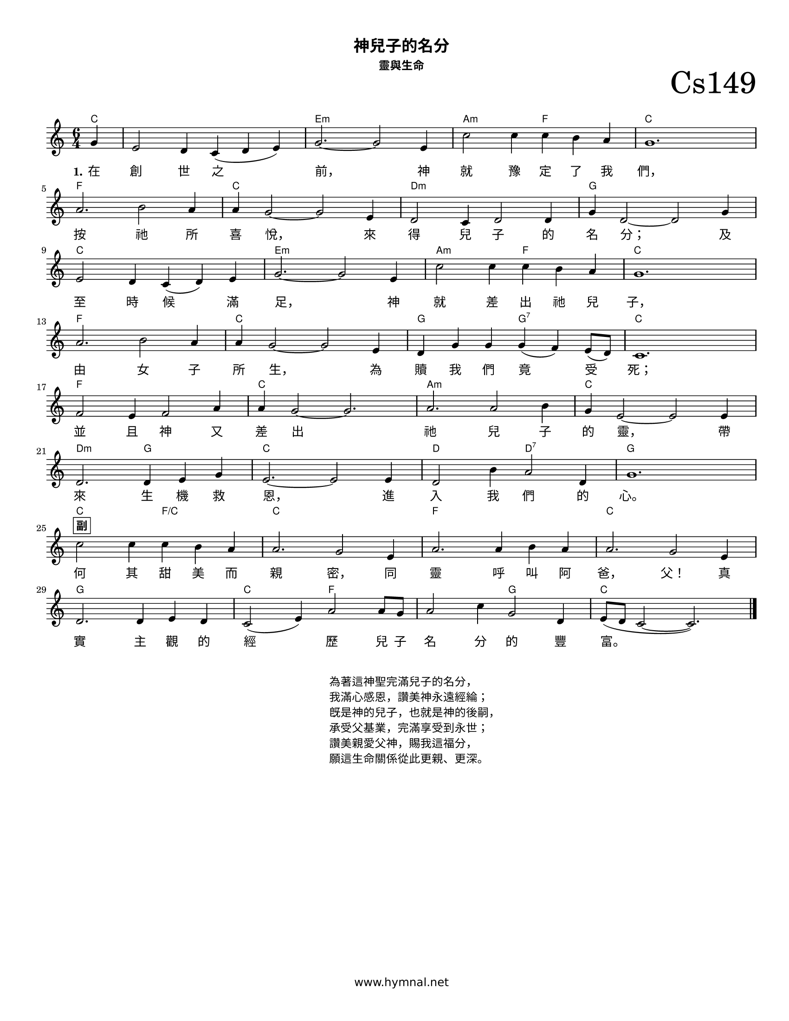 神兒子的名分
靈與生命
Cs149
C Em Am F C
6
4
1. 在 創 世 之 前， 神 就 豫 定 了 我 們，
5 F C Dm G
按 祂 所 喜 悅， 來 得 兒 子 的 名 分； 及
9 C Em Am F C
至 時 候 滿 足， 神 就 差 出 祂 兒 子，
13 F C G G7 C
由 女 子 所 生， 為 贖 我 們 竟 受 死；
17 F C Am C
並 且 神 又 差 出 祂 兒 子 的 靈， 帶
21 Dm G C D D7 G
來 生 機 救 恩， 進 入 我 們 的 心。
C F/C C F C
副
25
何 其 甜 美 而 親 密， 同 靈 呼 叫 阿 爸， 父！ 真
29 G C F G C
實 主 觀 的 經 歷 兒 子 名 分 的 豐 富。
為著這神聖完滿兒子的名分，
我滿心感恩，讚美神永遠經綸；
既是神的兒子，也就是神的後嗣，
承受父基業，完滿享受到永世；
讚美親愛父神，賜我這福分，
願這生命關係從此更親、更深。
www.hymnal.net